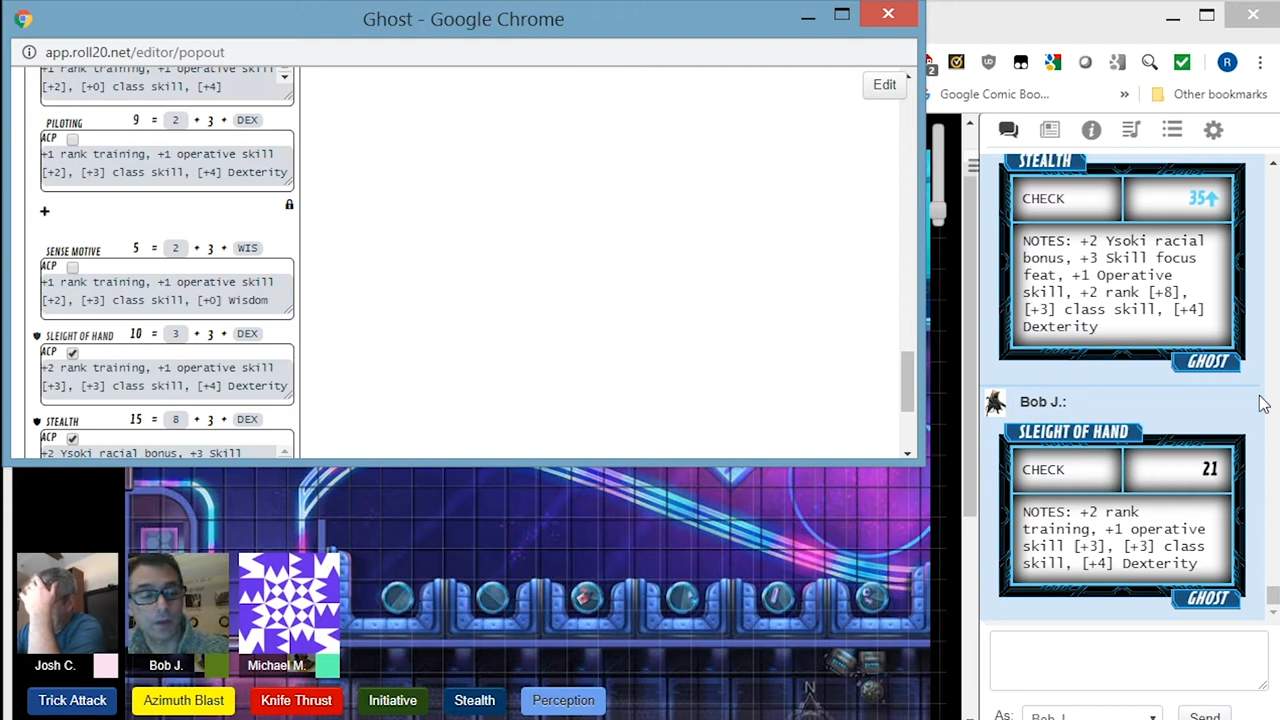 Ghost - Google Chrome
app.roll20.net/editor/popout
Edit
+1 rank training, +1 operative skill
[+2], [+0] class skill, [+4]
PILOTING 9 = 2 + 3 + DEX
ACP
+1 rank training, +1 operative skill
[+2], [+3] class skill, [+4] Dexterity
+
SENSE MOTIVE 5 = 2 + 3 + WIS
ACP
+1 rank training, +1 operative skill
[+2], [+3] class skill, [+0] Wisdom
SLEIGHT OF HAND 10 = 3 + 3 + DEX
ACP
+2 rank training, +1 operative skill
[+3], [+3] class skill, [+4] Dexterity
STEALTH 15 = 8 + 3 + DEX
ACP
+2 Ysoki racial bonus, +3 Skill
2
R
Google Comic Boo...
»
Other bookmarks
STEALTH
CHECK 35
NOTES: +2 Ysoki racial
bonus, +3 Skill focus
feat, +1 Operative
skill, +2 rank [+8],
[+3] class skill, [+4]
Dexterity
GHOST
Bob J.:
SLEIGHT OF HAND
CHECK 21
NOTES: +2 rank
training, +1 operative
skill [+3], [+3] class
skill, [+4] Dexterity
GHOST
As: Bob J.
Send
Josh C.
Bob J.
Michael M.
N
Trick Attack
Azimuth Blast
Knife Thrust
Initiative
Stealth
Perception